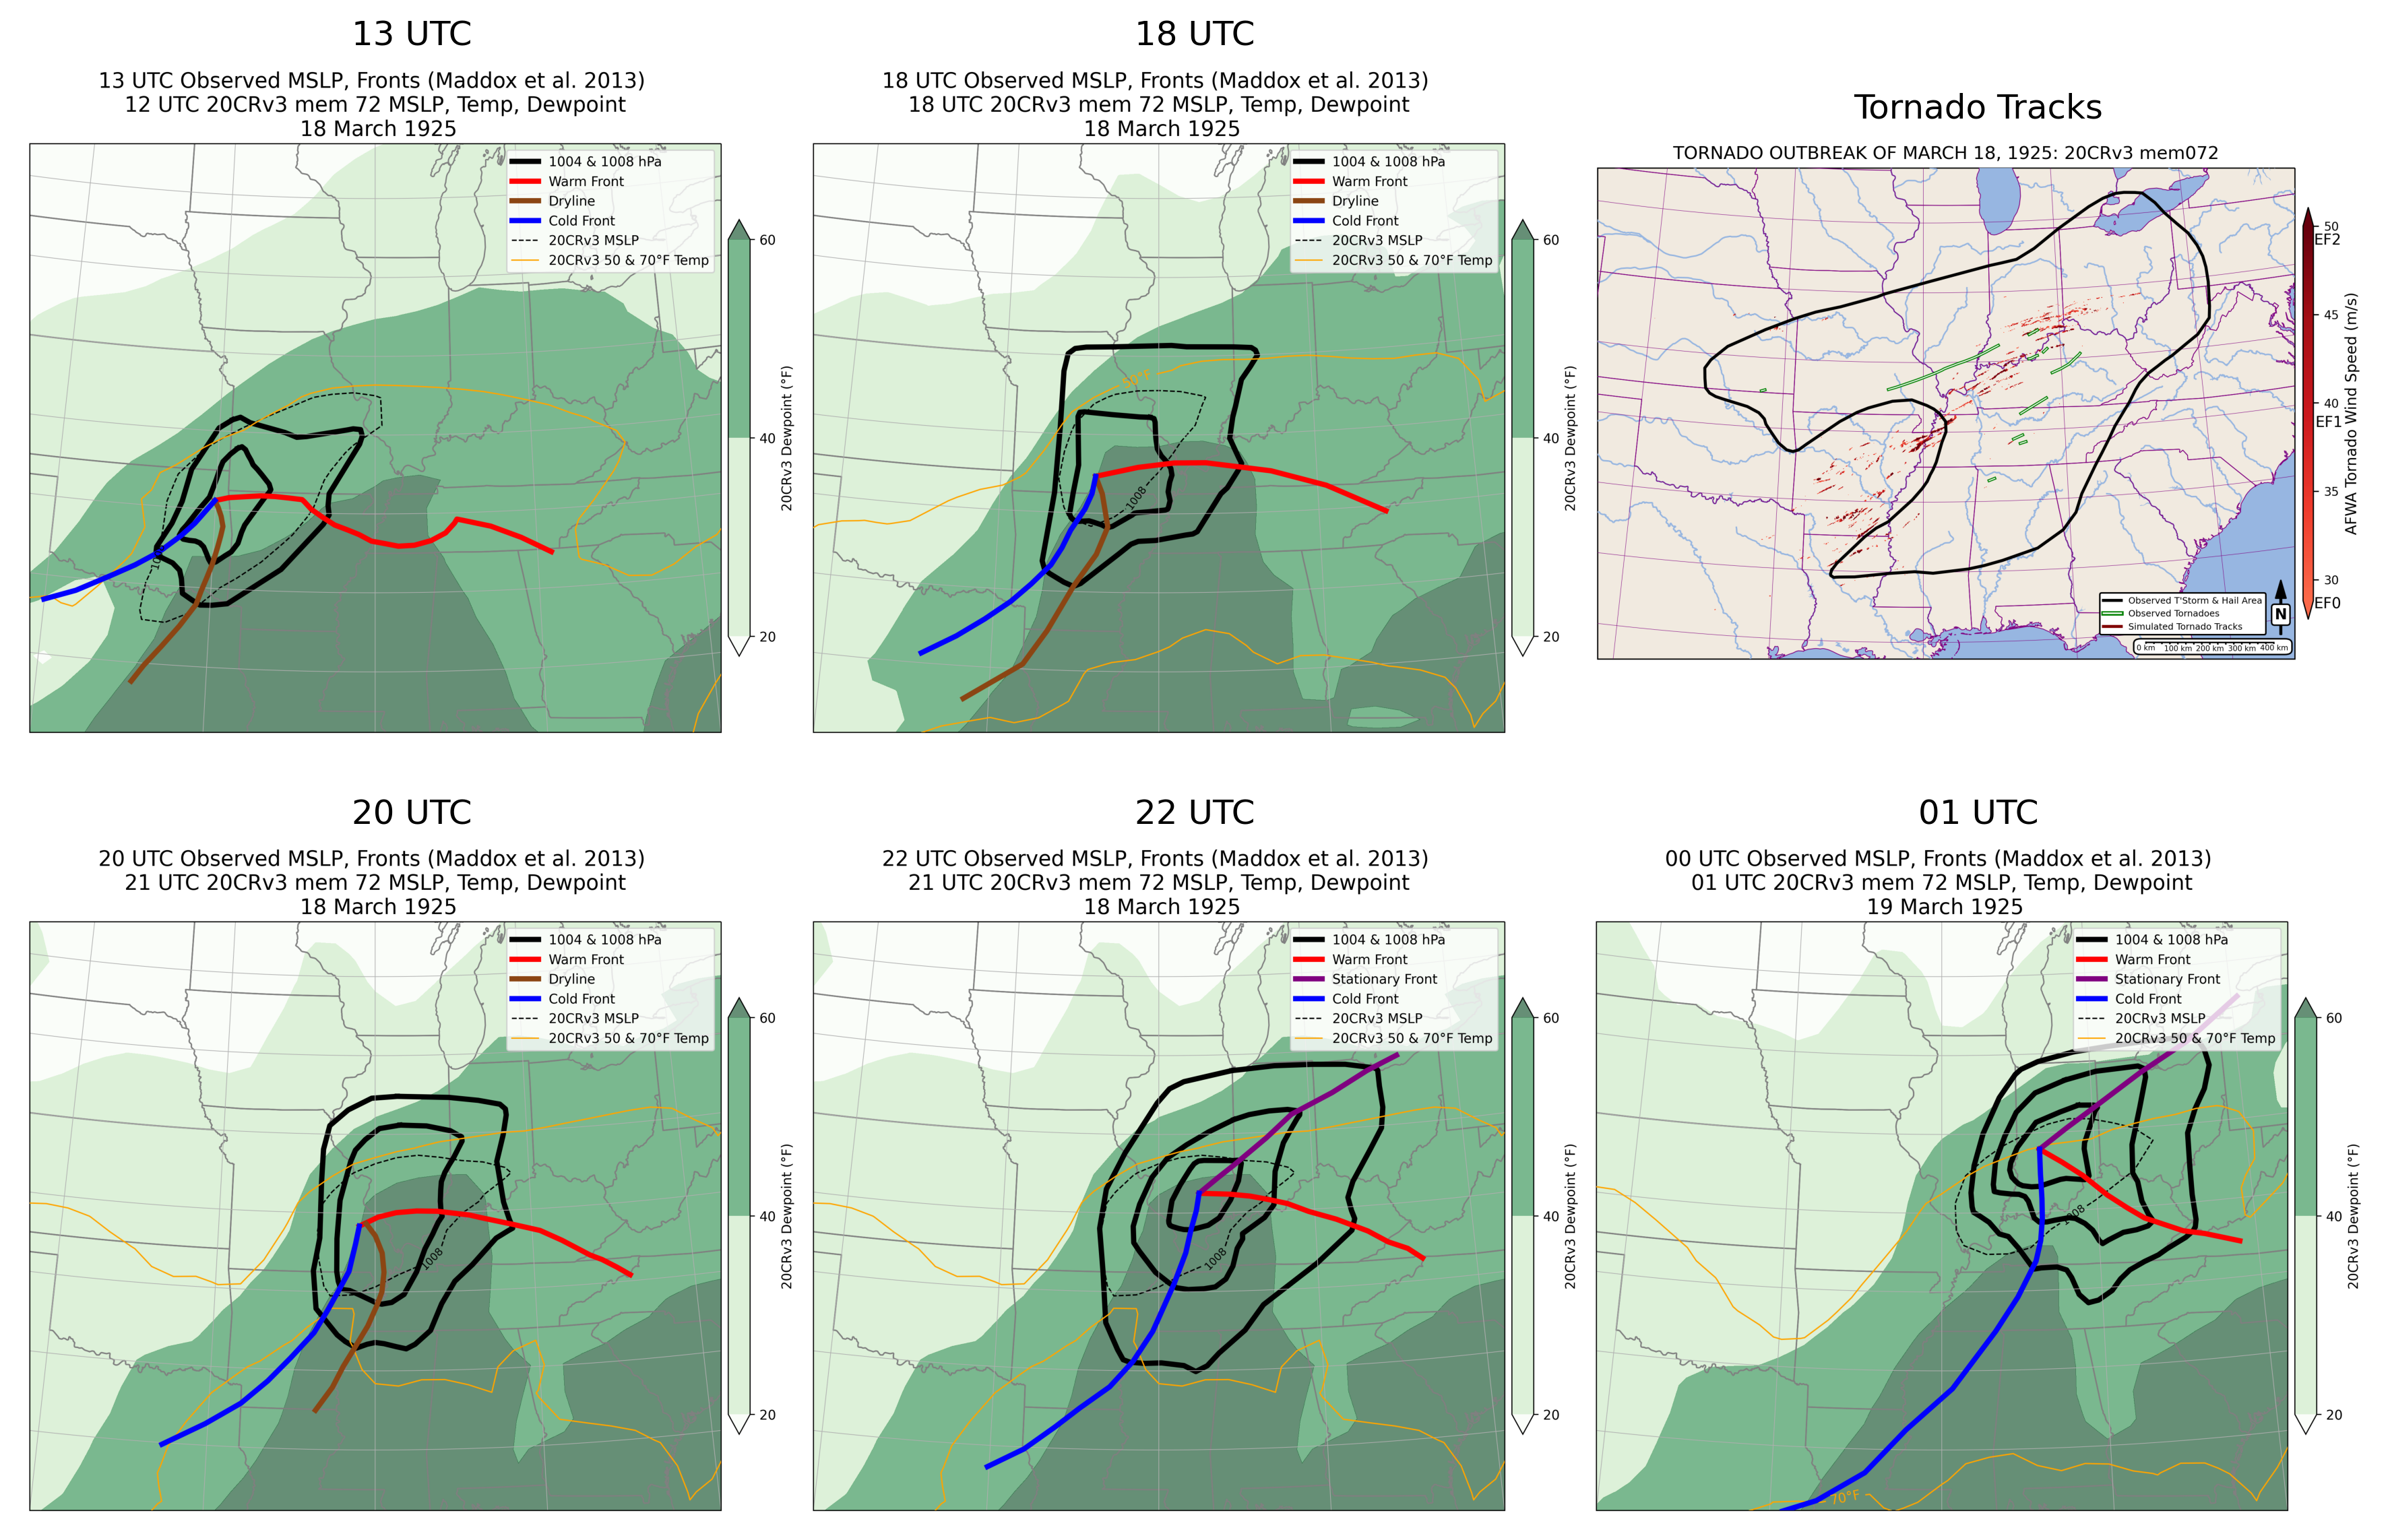 13 UTC
13 UTC Observed MSLP, Fronts (Maddox et al. 2013)
12 UTC 20CRv3 mem 72 MSLP, Temp, Dewpoint
18 March 1925
1004 & 1008 hPa
Warm Front
Dryline
Cold Front
20CRv3 MSLP
20CRv3 50 & 70°F Temp
60
40
20
20CRv3 Dewpoint (°F)
18 UTC
18 UTC Observed MSLP, Fronts (Maddox et al. 2013)
18 UTC 20CRv3 mem 72 MSLP, Temp, Dewpoint
18 March 1925
1004 & 1008 hPa
Warm Front
Dryline
Cold Front
20CRv3 MSLP
20CRv3 50 & 70°F Temp
50°F
1008
60
40
20
20CRv3 Dewpoint (°F)
Tornado Tracks
TORNADO OUTBREAK OF MARCH 18, 1925: 20CRv3 mem072
Observed T'Storm & Hail Area
Observed Tornadoes
Simulated Tornado Tracks
N
0 km 100 km 200 km 300 km 400 km
50
EF2
45
40
EF1
35
30
EF0
AFWA Tornado Wind Speed (m/s)
20 UTC
20 UTC Observed MSLP, Fronts (Maddox et al. 2013)
21 UTC 20CRv3 mem 72 MSLP, Temp, Dewpoint
18 March 1925
1004 & 1008 hPa
Warm Front
Dryline
Cold Front
20CRv3 MSLP
20CRv3 50 & 70°F Temp
1008
60
40
20
20CRv3 Dewpoint (°F)
22 UTC
22 UTC Observed MSLP, Fronts (Maddox et al. 2013)
21 UTC 20CRv3 mem 72 MSLP, Temp, Dewpoint
18 March 1925
1004 & 1008 hPa
Warm Front
Stationary Front
Cold Front
20CRv3 MSLP
20CRv3 50 & 70°F Temp
1008
60
40
20
20CRv3 Dewpoint (°F)
01 UTC
00 UTC Observed MSLP, Fronts (Maddox et al. 2013)
01 UTC 20CRv3 mem 72 MSLP, Temp, Dewpoint
19 March 1925
1004 & 1008 hPa
Warm Front
Stationary Front
Cold Front
20CRv3 MSLP
20CRv3 50 & 70°F Temp
1008
70°F
60
40
20
20CRv3 Dewpoint (°F)